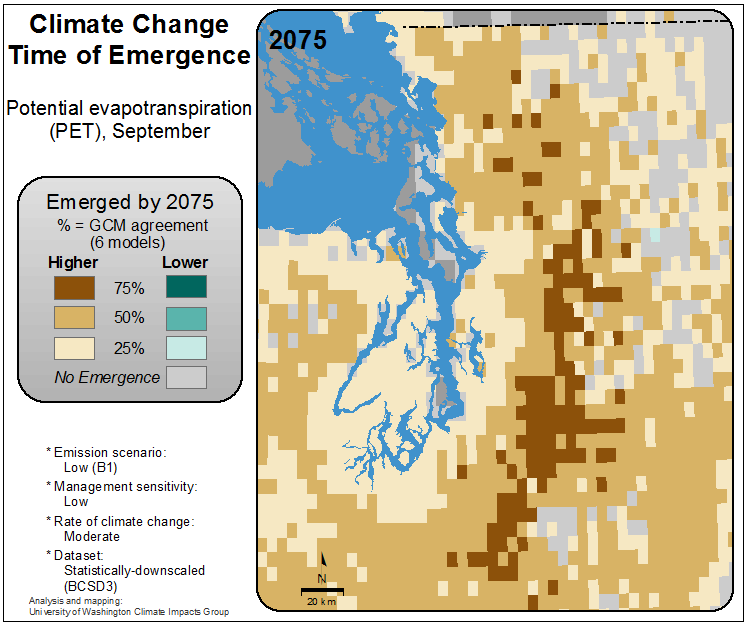 Climate Change
Time of Emergence
Potential evapotranspiration
(PET), September
Emerged by 2075
% = GCM agreement
(6 models)
Higher Lower
75%
50%
25%
No Emergence
* Emission scenario:
Low (B1)
* Management sensitivity:
Low
* Rate of climate change:
Moderate
* Dataset:
Statistically-downscaled
(BCSD3)
Analysis and mapping:
University of Washington Climate Impacts Group
2075
N
20 km